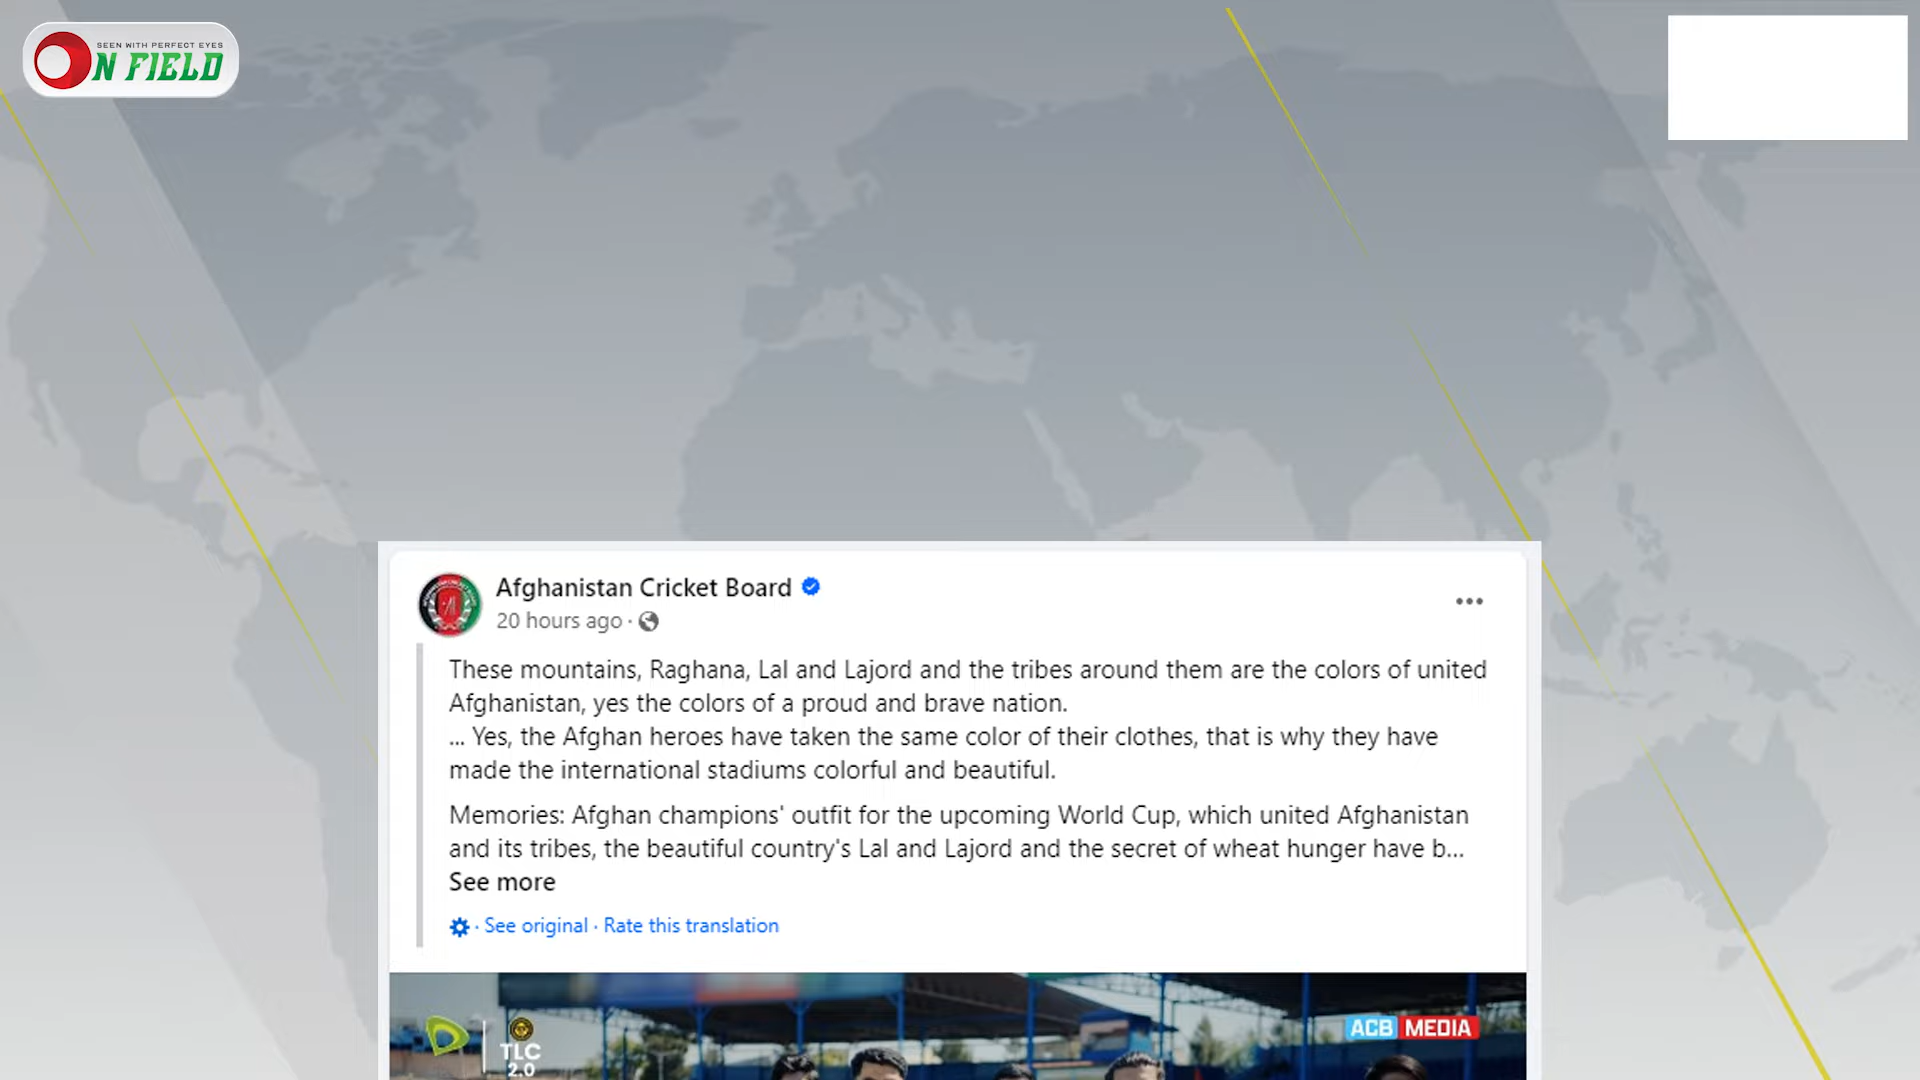 SEEN WITH PERFECT EYES
ON FIELD
Afghanistan Cricket Board
20 hours ago ·
These mountains, Raghana, Lal and Lajord and the tribes around them are the colors of united
Afghanistan, yes the colors of a proud and brave nation.
... Yes, the Afghan heroes have taken the same color of their clothes, that is why they have
made the international stadiums colorful and beautiful.
Memories: Afghan champions' outfit for the upcoming World Cup, which united Afghanistan
and its tribes, the beautiful country's Lal and Lajord and the secret of wheat hunger have b...
See more
· See original · Rate this translation
ACB MEDIA
TLC
2.0